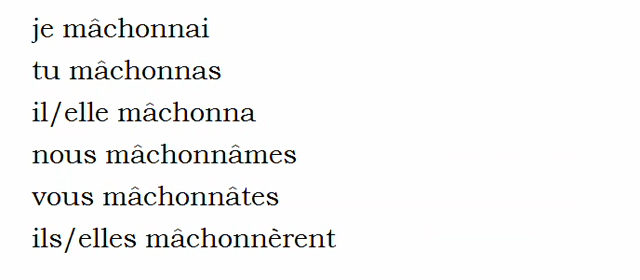 je mâchonnai
tu mâchonnas
il/elle mâchonna
nous mâchonnâmes
vous mâchonnâtes
ils/elles mâchonnèrent